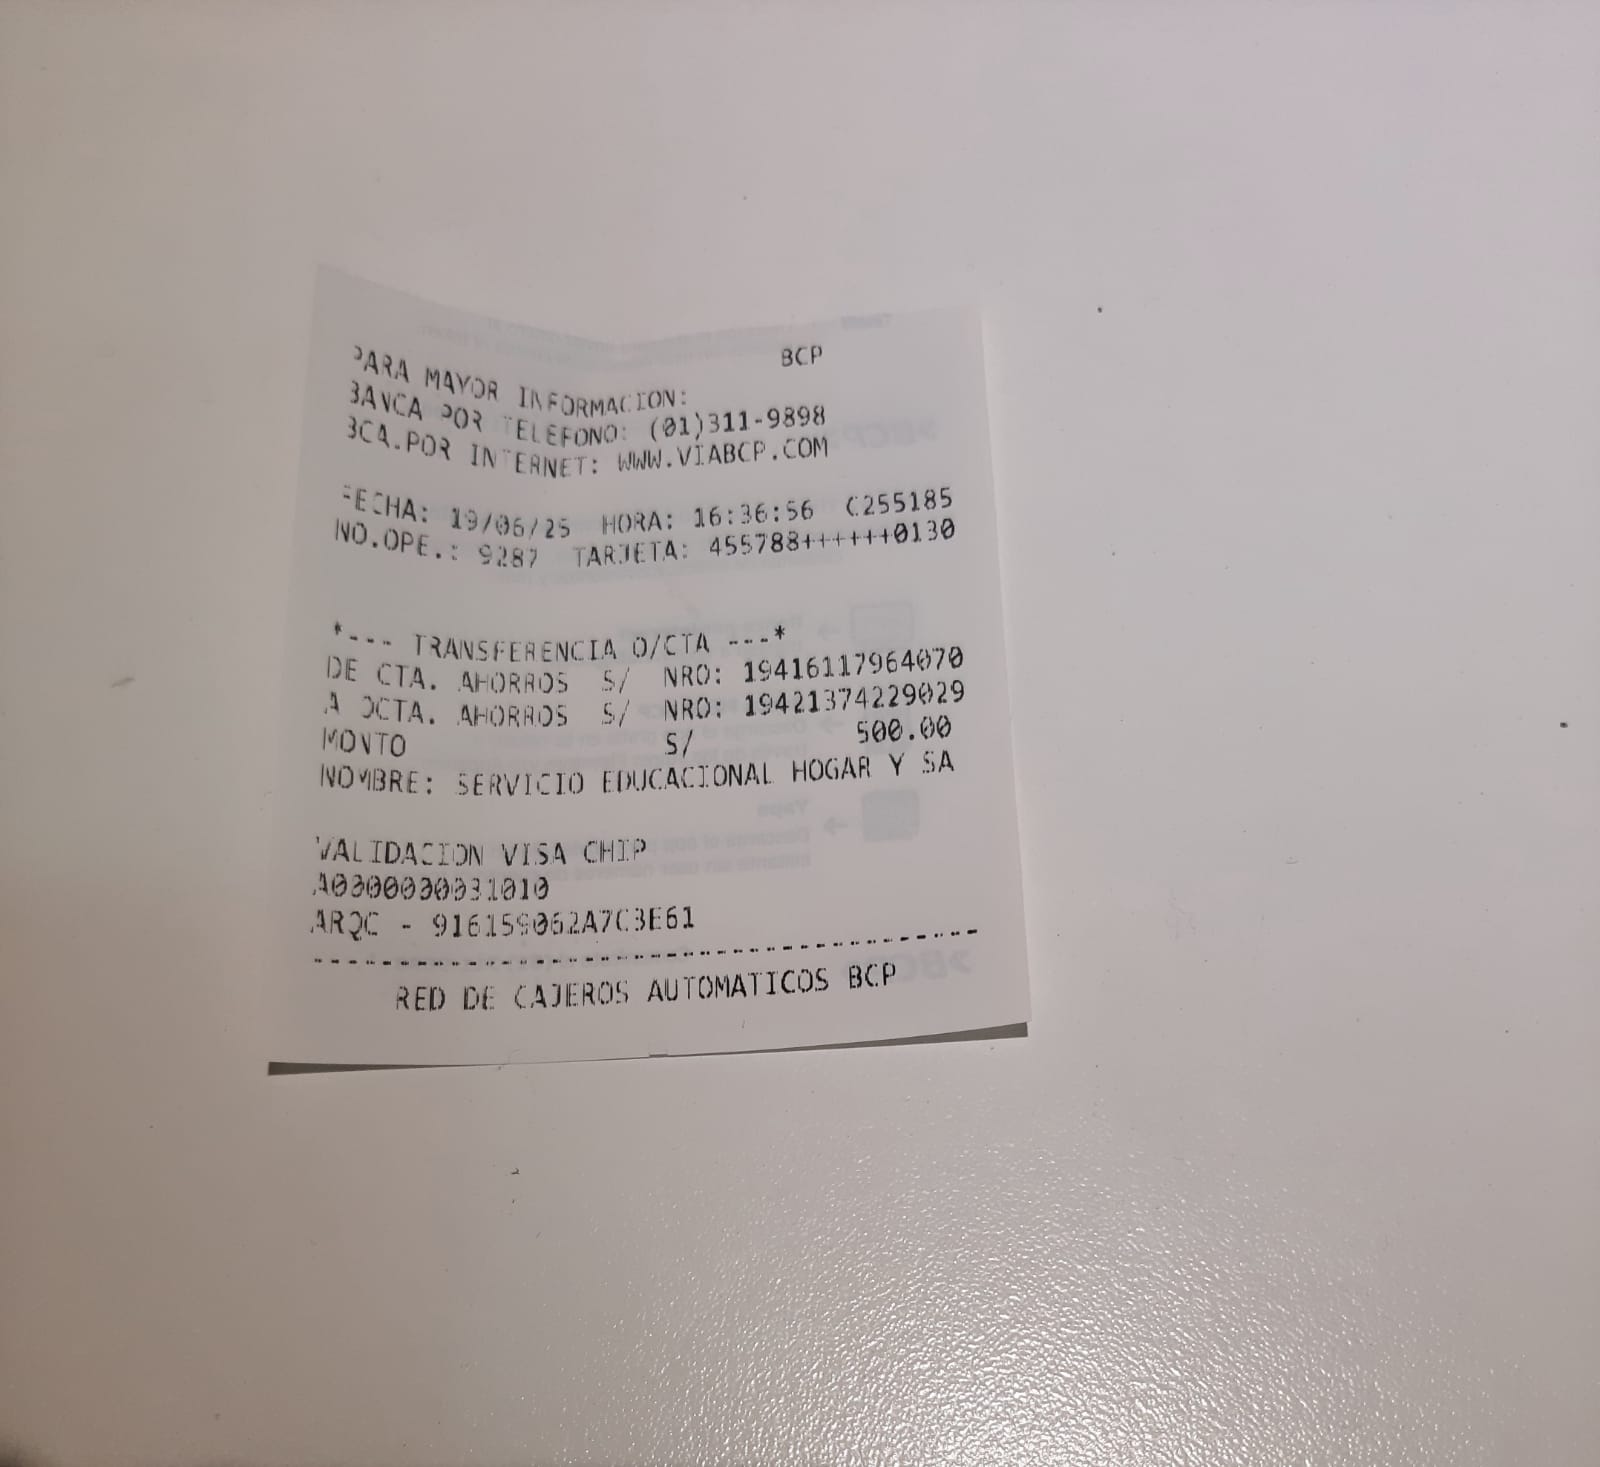 BCP
PARA MAYOR INFORMACION:
BANCA POR TELEFONO: (01)311-9898
BCA.POR INTERNET: WWW.VIABCP.COM
FECHA: 19/06/25 HORA: 16:36:56 C255185
NO.OPE.: 9287 TARJETA: 455788++++++0130
*--- TRANSFERENCIA O/CTA ---*
DE CTA. AHORROS S/ NRO: 19416117964070
A OCTA. AHORROS S/ NRO: 19421374229029
MONTO S/ 500.00
NOMBRE: SERVICIO EDUCACIONAL HOGAR Y SA
VALIDACION VISA CHIP
A0000000031010
ARQC - 916159062A7C3E61
RED DE CAJEROS AUTOMATICOS BCP